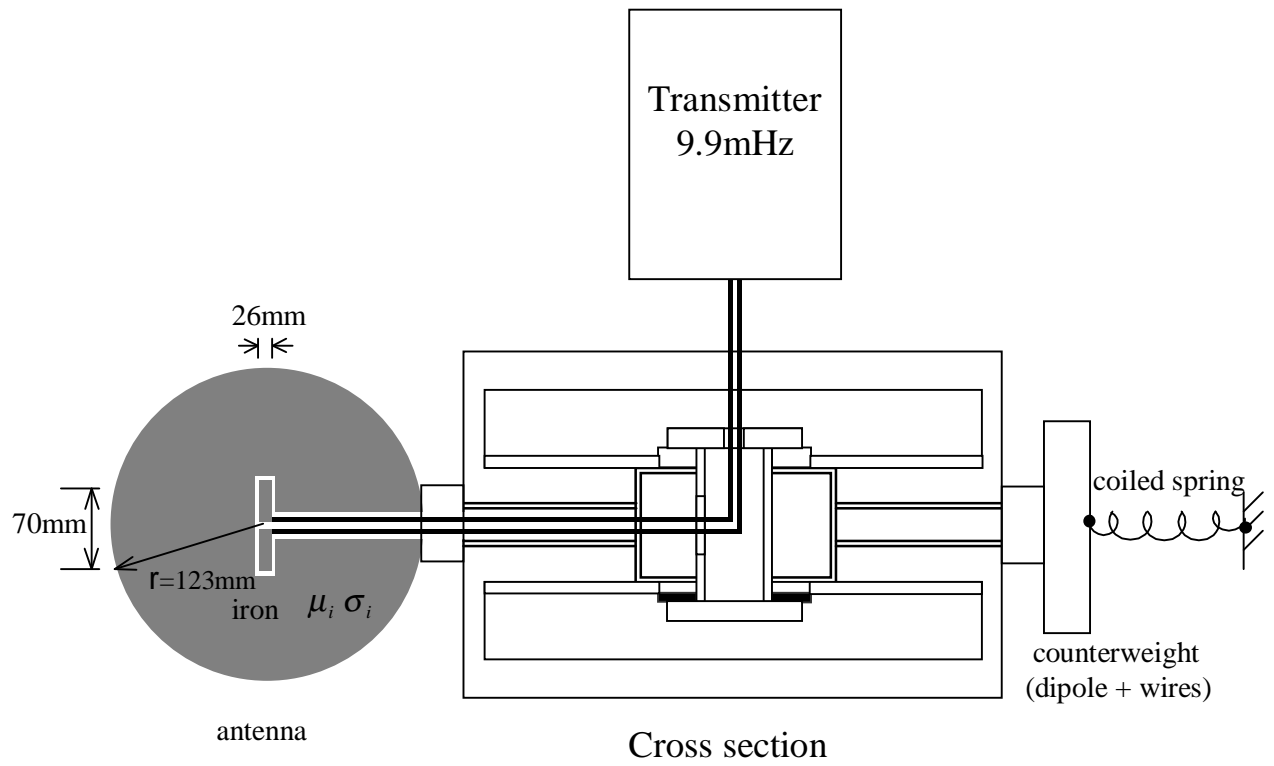 Transmitter
9.9mHz
26mm
70mm
r=123mm
iron
μi σi
coiled spring
counterweight
(dipole + wires)
antenna
Cross section